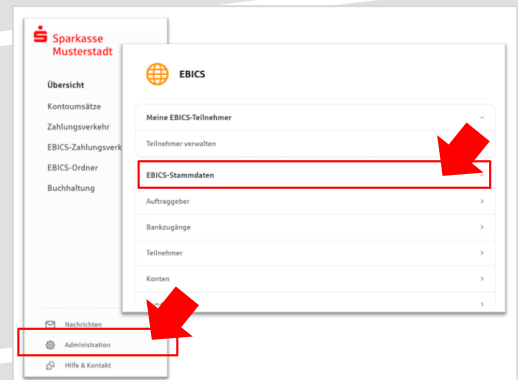 Sparkasse
Musterstadt
Übersicht
Kontoumsätze
Zahlungsverkehr
EBICS-Zahlungsverk
EBICS-Ordner
Buchhaltung
Nachrichten
Administration
Hilfe & Kontakt
EBICS
Meine EBICS-Teilnehmer
Teilnehmer verwalten
EBICS-Stammdaten
Auftraggeber
Bankzugänge
Teilnehmer
Konten